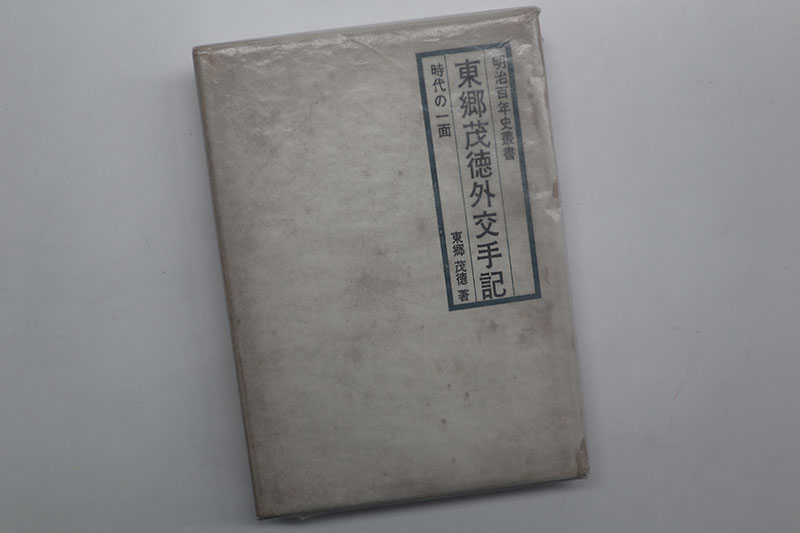 明治百年史叢書
東郷茂徳外交手記
時代の一面
東郷茂徳著